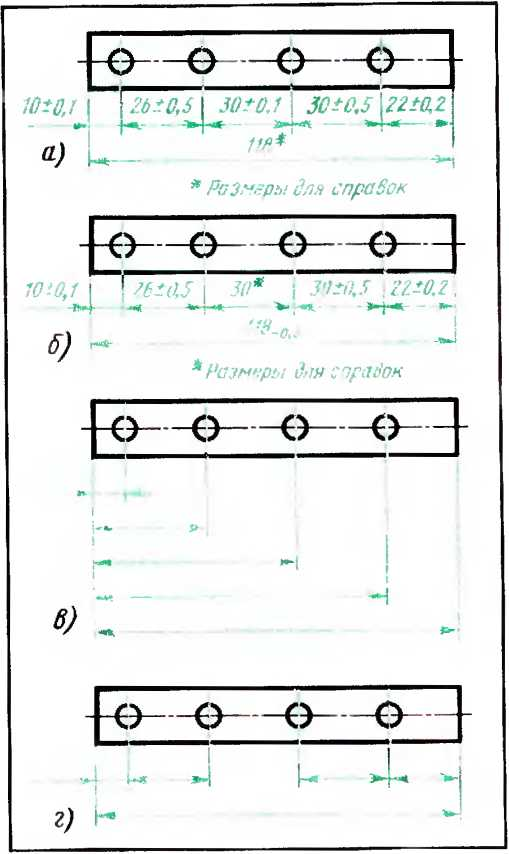 10±0,1 26±0,5 30±0,1 30±0,5 22±0,2
118*
а)
* Размеры для справок
10±0,1 26±0,5 30* 30±0,5 22±0,2
118
б)
* Размеры для справок
в)
г)